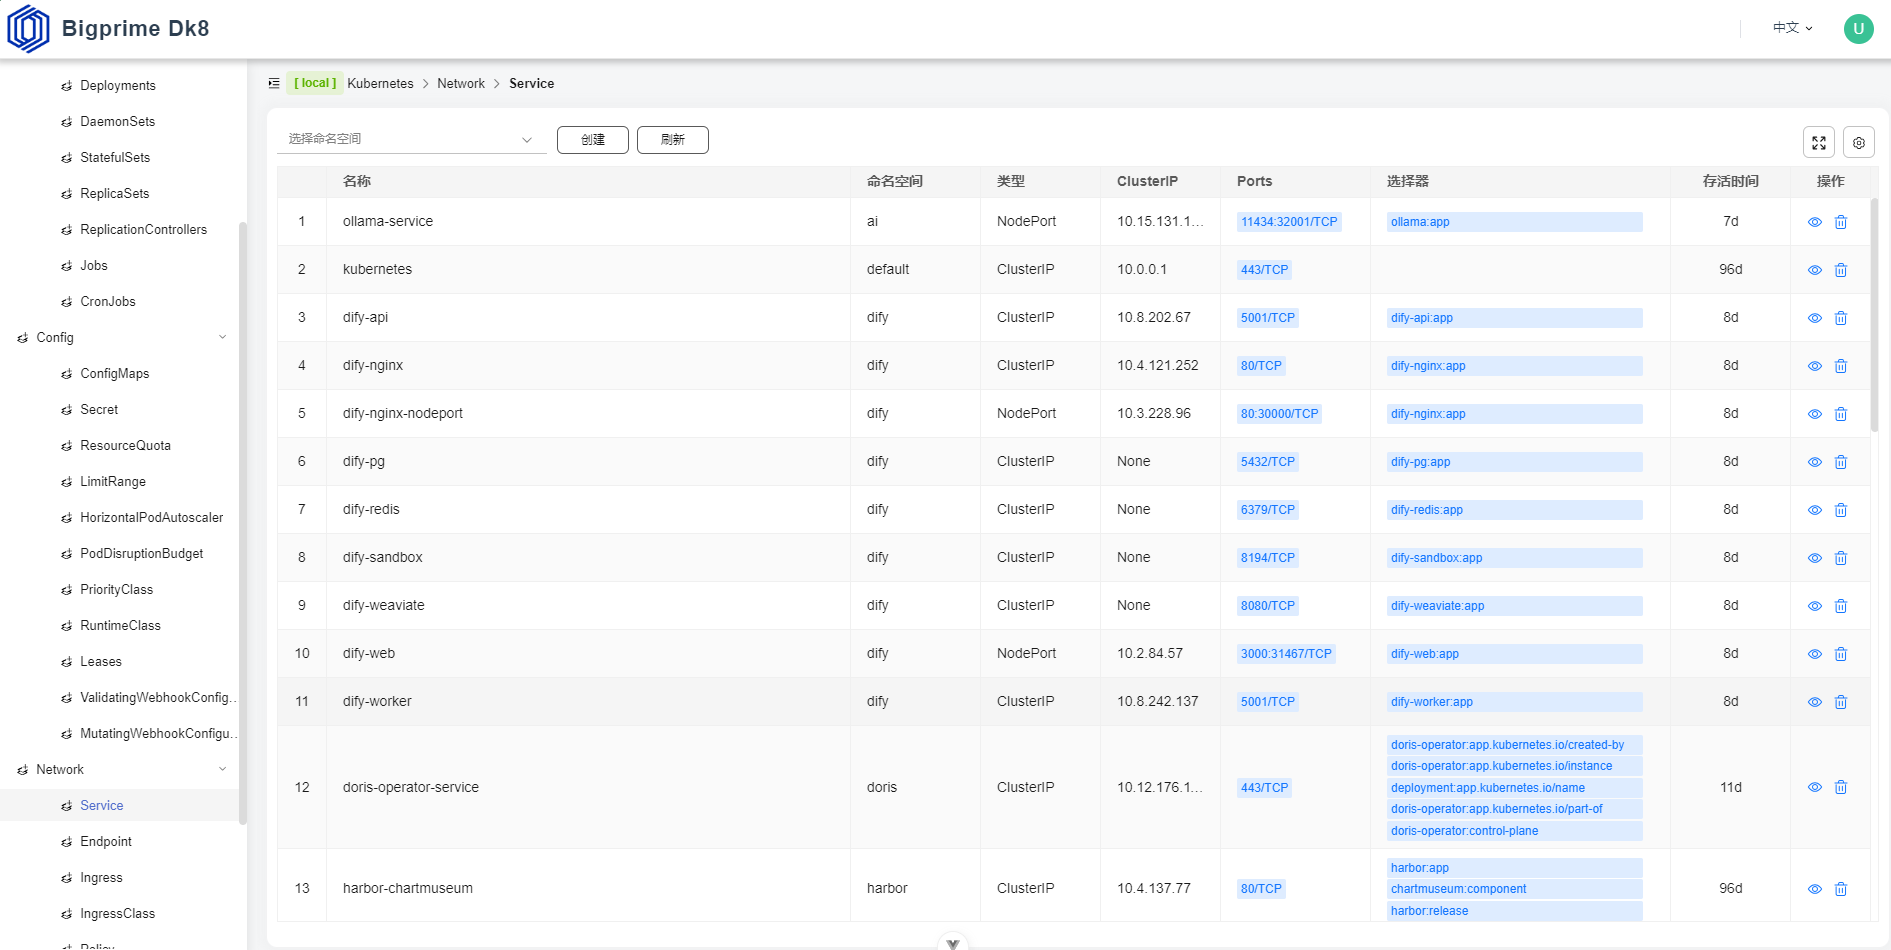 Bigprime Dk8
中文
U
Deployments
DaemonSets
StatefulSets
ReplicaSets
ReplicationControllers
Jobs
CronJobs
Config
ConfigMaps
Secret
ResourceQuota
LimitRange
HorizontalPodAutoscaler
PodDisruptionBudget
PriorityClass
RuntimeClass
Leases
ValidatingWebhookConfig...
MutatingWebhookConfigu...
Network
Service
Endpoint
Ingress
IngressClass
Policy
[ local ] Kubernetes > Network > Service
选择命名空间 创建 刷新
名称 命名空间 类型 ClusterIP Ports 选择器 存活时间 操作
1 ollama-service ai NodePort 10.15.131.1... 11434:32001/TCP ollama:app 7d
2 kubernetes default ClusterIP 10.0.0.1 443/TCP 96d
3 dify-api dify ClusterIP 10.8.202.67 5001/TCP dify-api:app 8d
4 dify-nginx dify ClusterIP 10.4.121.252 80/TCP dify-nginx:app 8d
5 dify-nginx-nodeport dify NodePort 10.3.228.96 80:30000/TCP dify-nginx:app 8d
6 dify-pg dify ClusterIP None 5432/TCP dify-pg:app 8d
7 dify-redis dify ClusterIP None 6379/TCP dify-redis:app 8d
8 dify-sandbox dify ClusterIP None 8194/TCP dify-sandbox:app 8d
9 dify-weaviate dify ClusterIP None 8080/TCP dify-weaviate:app 8d
10 dify-web dify NodePort 10.2.84.57 3000:31467/TCP dify-web:app 8d
11 dify-worker dify ClusterIP 10.8.242.137 5001/TCP dify-worker:app 8d
doris-operator:app.kubernetes.io/created-by
doris-operator:app.kubernetes.io/instance
12 doris-operator-service doris ClusterIP 10.12.176.1... 443/TCP deployment:app.kubernetes.io/name 11d
doris-operator:app.kubernetes.io/part-of
doris-operator:control-plane
harbor:app
13 harbor-chartmuseum harbor ClusterIP 10.4.137.77 80/TCP chartmuseum:component 96d
harbor:release